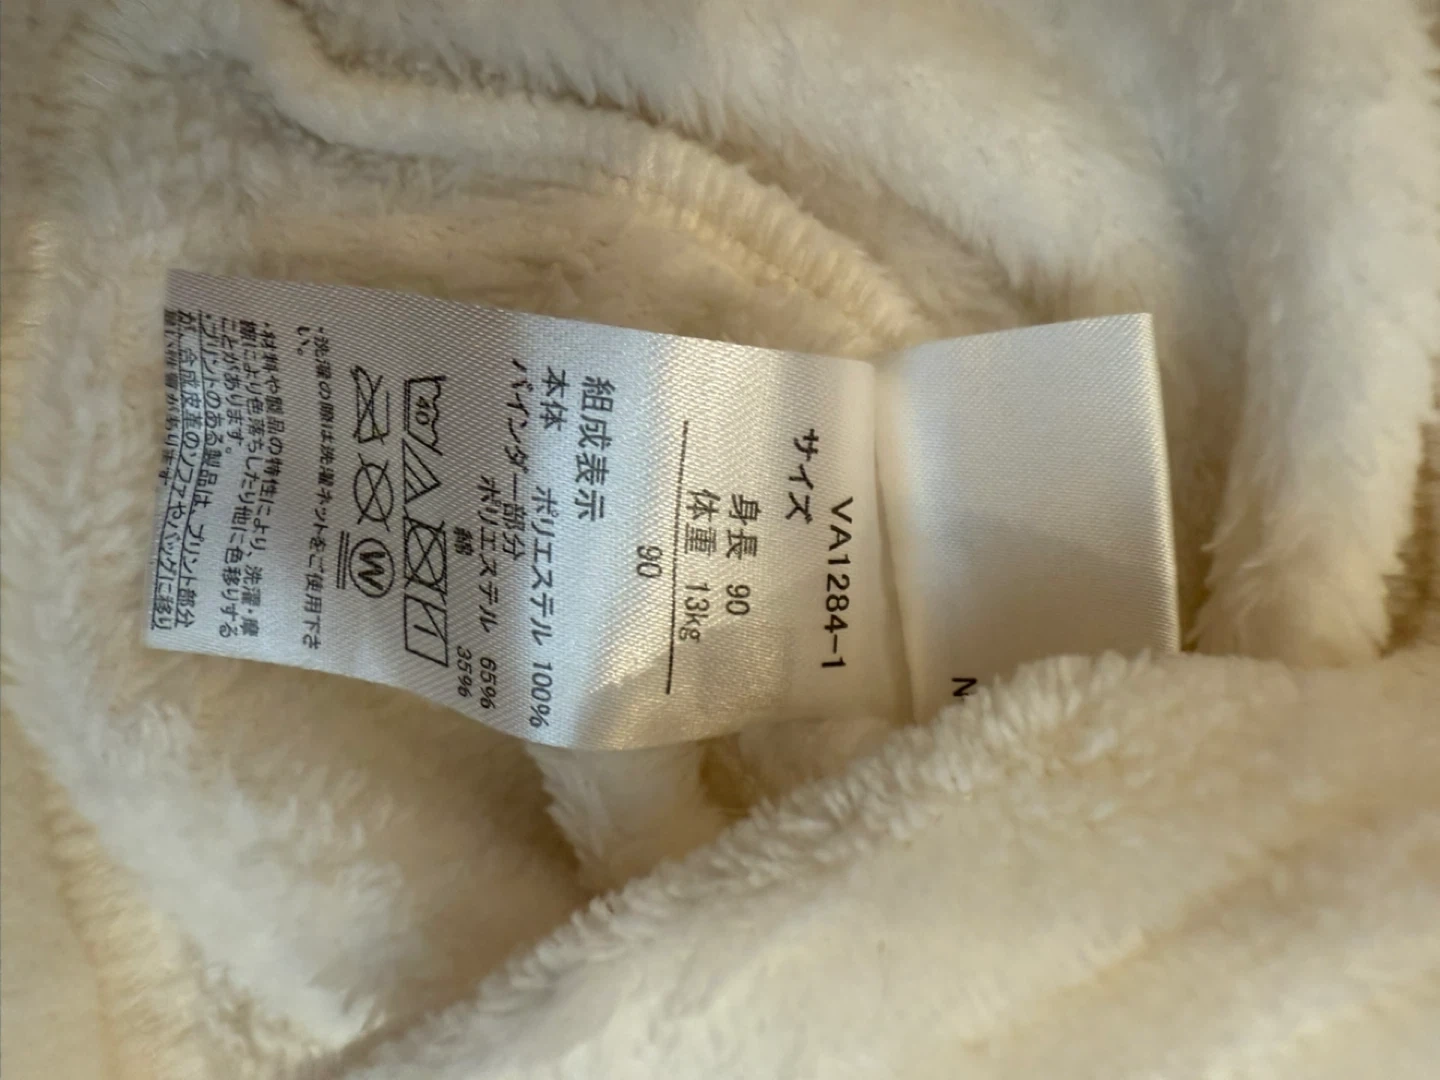 VA1284-1
サイズ
身長 90
体重 13kg
90
組成表示
本体 ポリエステル 100%
バインダー部分
ポリエステル 65%
綿 35%
40
W
・洗濯の際は洗濯ネットをご使用下さ
い。
・材料や製品の特性により、洗濯・摩
擦により色落ちしたり他に色移りする
ことがあります。
・プリントのある製品は、プリント部分
が、合成皮革のソファやバッグに移り
N